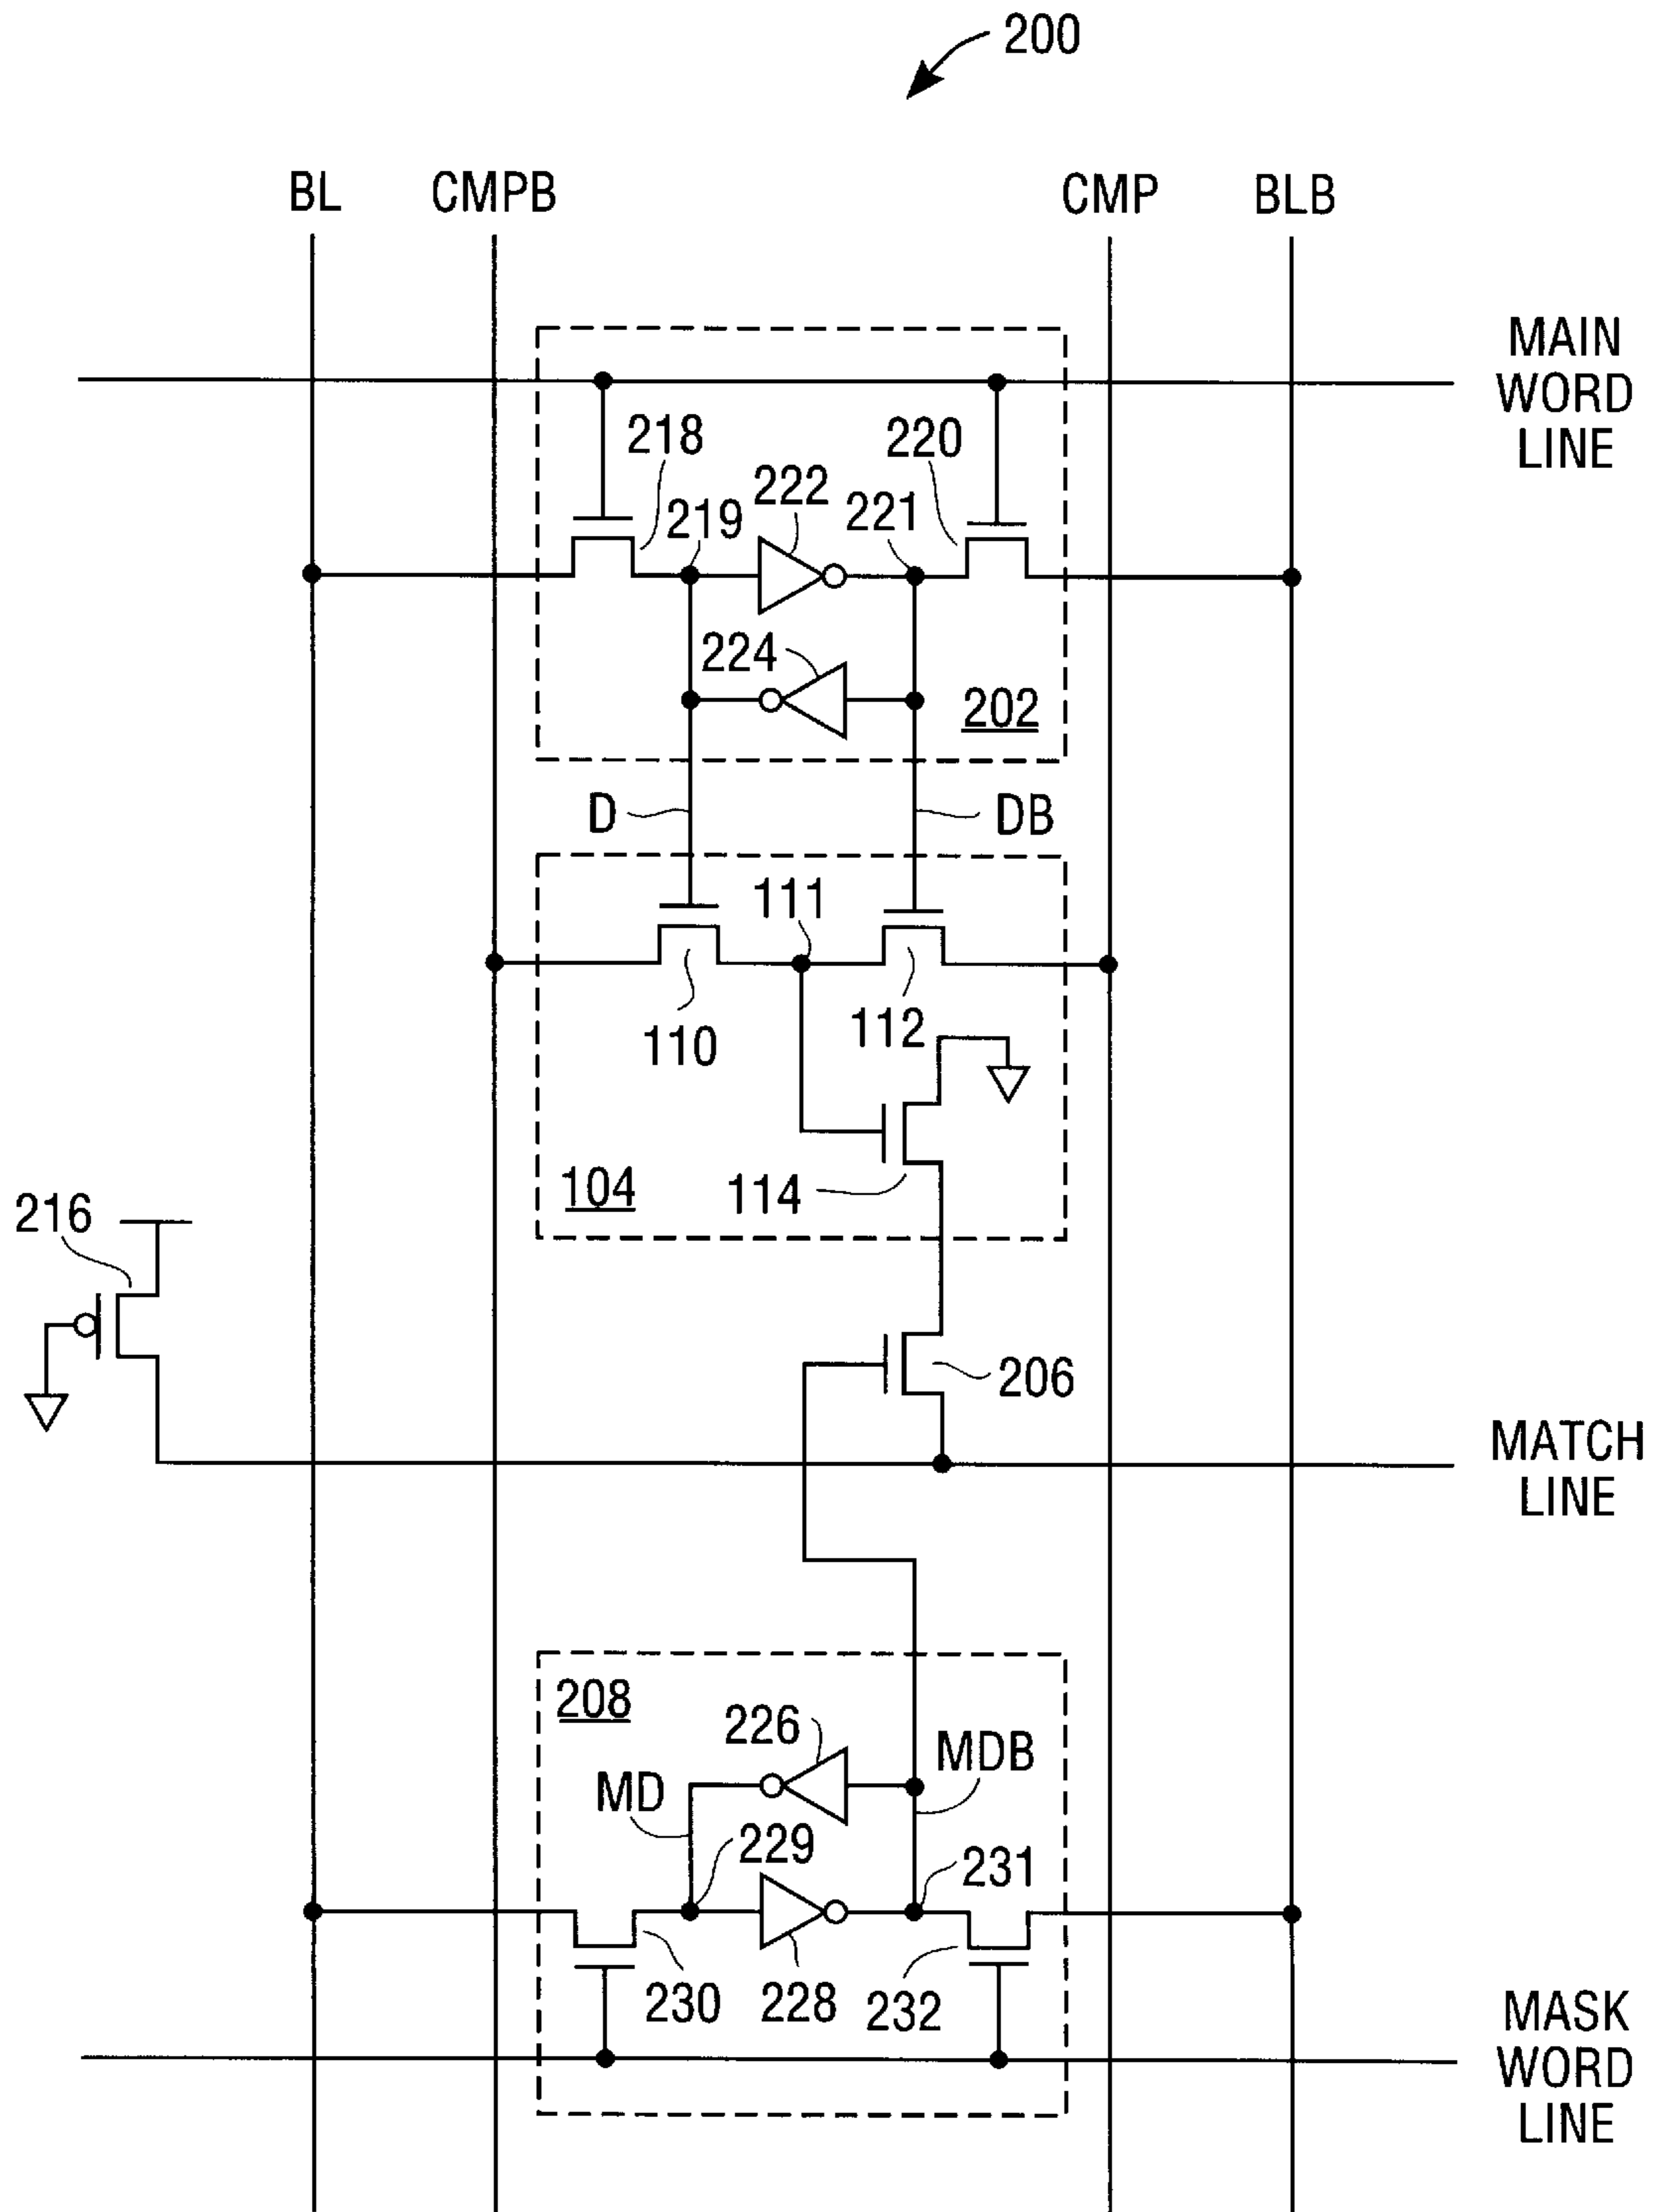 200
BL CMPB CMP BLB
MAIN
WORD
LINE
218 220
222
219 221
224
202
D DB
111
110 112
104 114
216
206
MATCH
LINE
208
226
MDB
MD
229
231
230 228 232
MASK
WORD
LINE